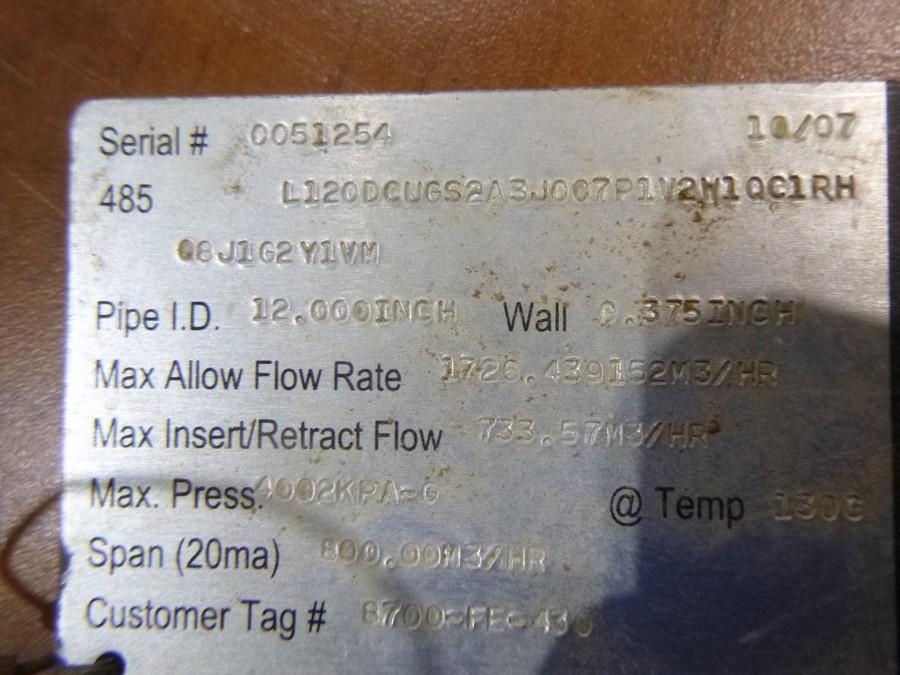 Serial # 0051254 10/07
485 L120DCUGS2A3J007P1V2M1QC1RH
Q8J1G2Y1VM
Pipe I.D. 12.000INCH Wall 0.375INCH
Max Allow Flow Rate 1726.439152M3/HR
Max Insert/Retract Flow 733.57M3/HR
Max. Press. 4002KPA-G @ Temp 130C
Span (20ma) 800.00M3/HR
Customer Tag # 8700-FE-430